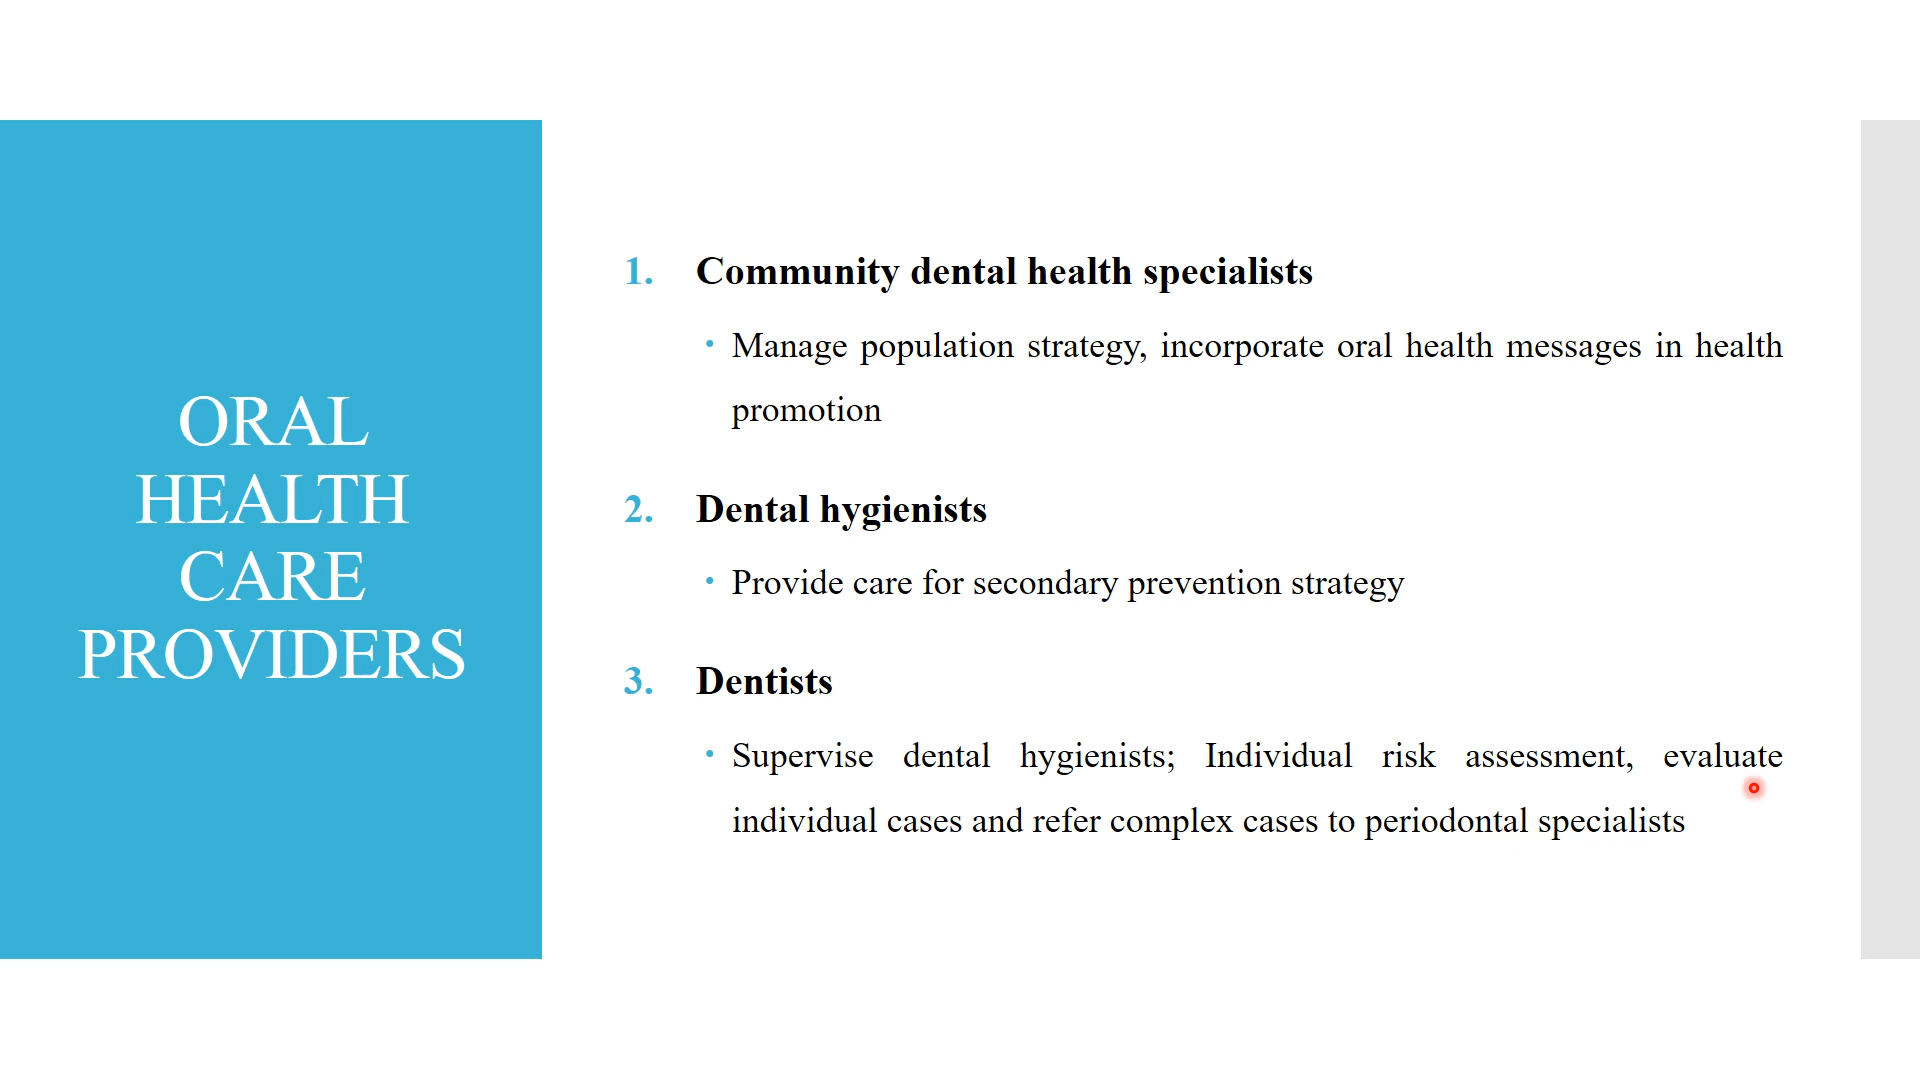 ORAL
HEALTH
CARE
PROVIDERS
1. Community dental health specialists
• Manage population strategy, incorporate oral health messages in health
promotion
2. Dental hygienists
• Provide care for secondary prevention strategy
3. Dentists
• Supervise dental hygienists; Individual risk assessment, evaluate
individual cases and refer complex cases to periodontal specialists